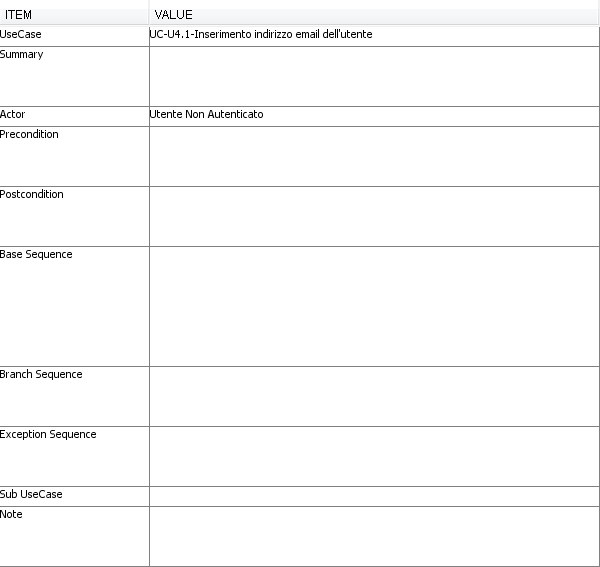 ITEM VALUE
UseCase UC-U4.1-Inserimento indirizzo email dell'utente
Summary
Actor Utente Non Autenticato
Precondition
Postcondition
Base Sequence
Branch Sequence
Exception Sequence
Sub UseCase
Note